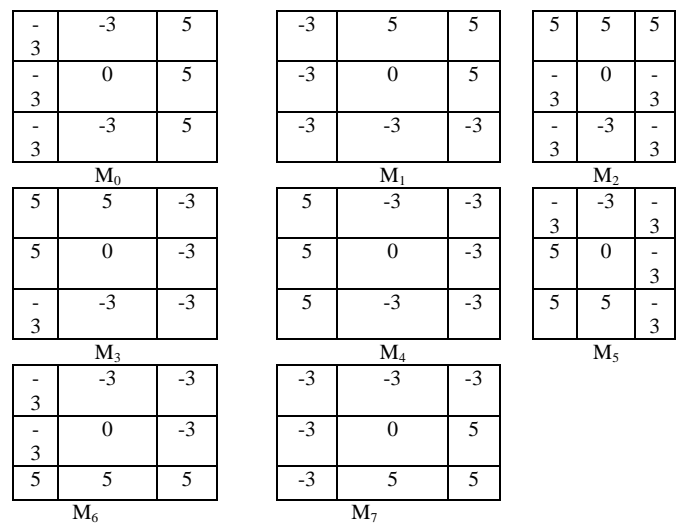 -3 -3 5 -3 5 5 5 5 5
-3 0 5 -3 0 5 -3 0 -3
-3 -3 5 -3 -3 -3 -3 -3 -3
M0 M1 M2
5 5 -3 5 -3 -3 -3 -3 -3
5 0 -3 5 0 -3 5 0 -3
-3 -3 -3 5 -3 -3 5 5 -3
M3 M4 M5
-3 -3 -3 -3 -3 -3
-3 0 -3 -3 0 5
5 5 5 -3 5 5
M6 M7